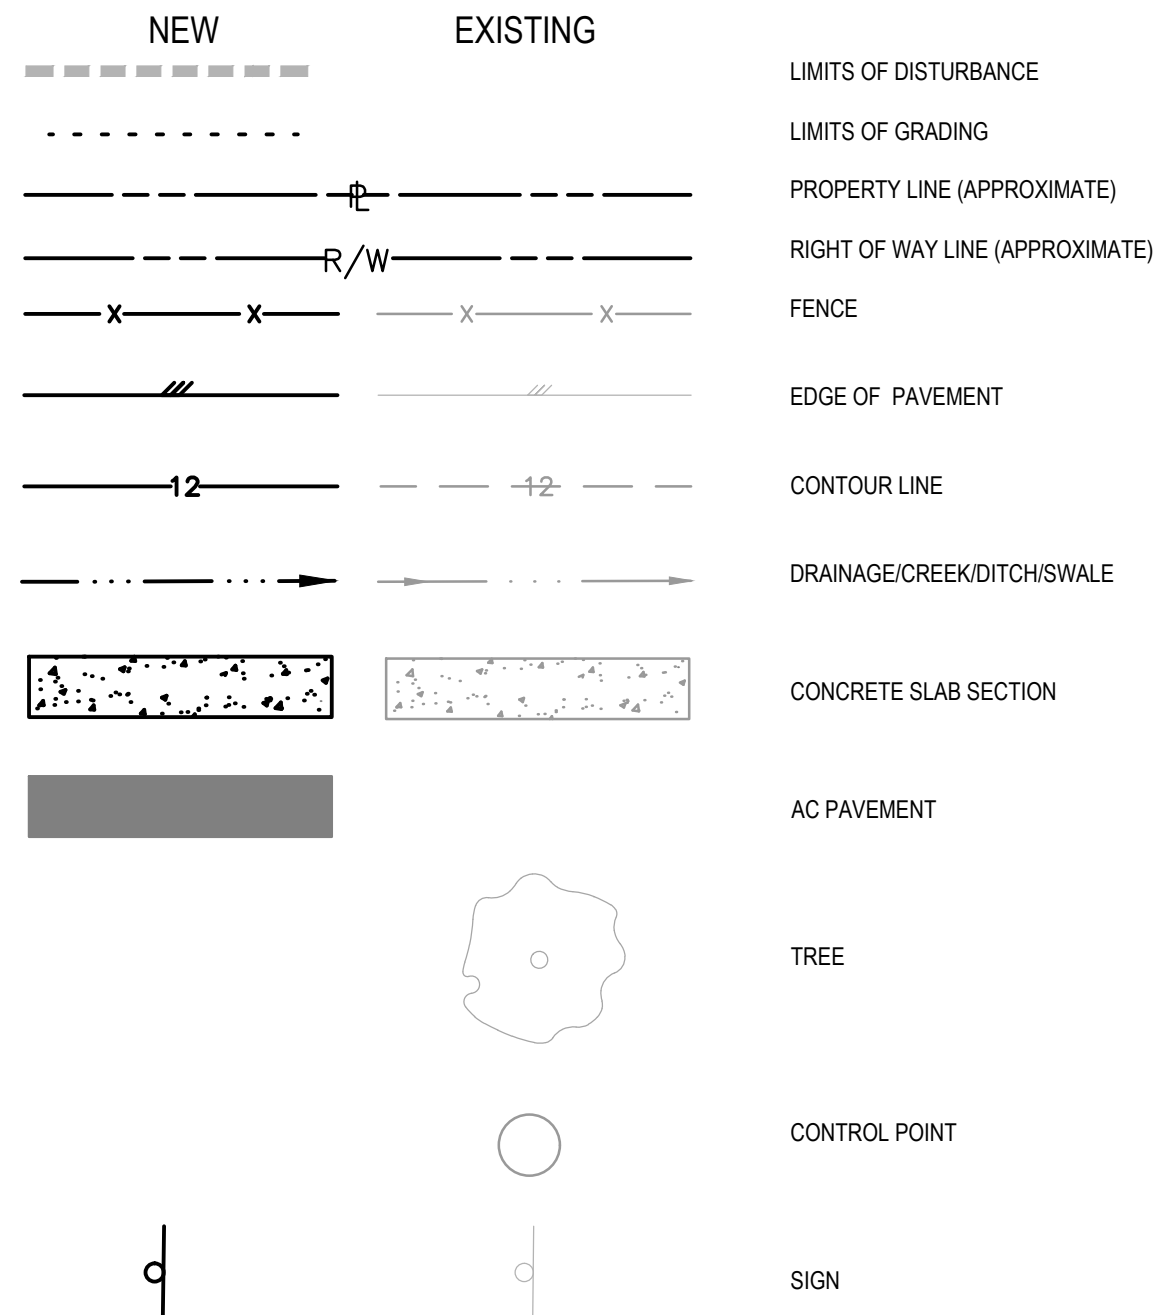 NEW EXISTING
LIMITS OF DISTURBANCE
LIMITS OF GRADING
PL PROPERTY LINE (APPROXIMATE)
R/W RIGHT OF WAY LINE (APPROXIMATE)
X X X X FENCE
EDGE OF PAVEMENT
12 12 CONTOUR LINE
DRAINAGE/CREEK/DITCH/SWALE
CONCRETE SLAB SECTION
AC PAVEMENT
TREE
CONTROL POINT
SIGN